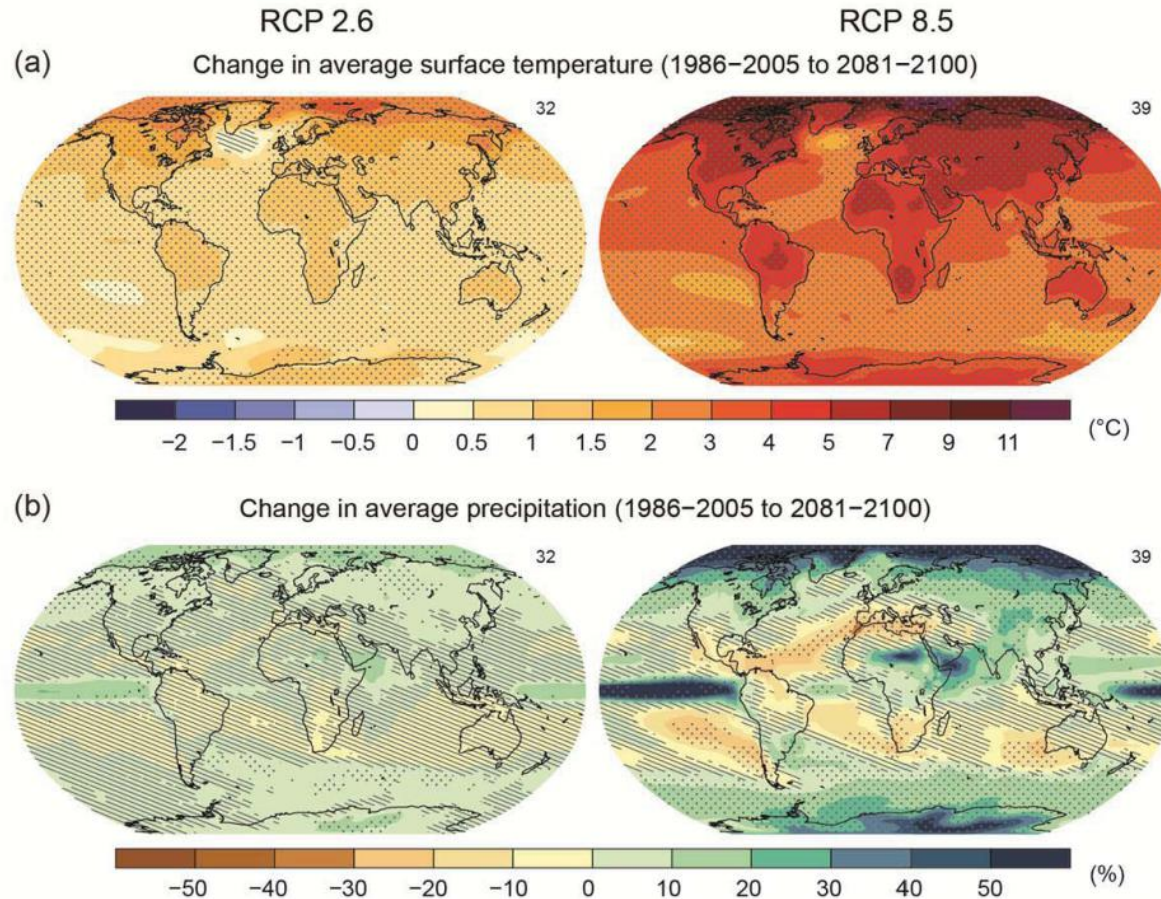 RCP 2.6 RCP 8.5
(a) Change in average surface temperature (1986−2005 to 2081−2100)
32 39
−2 −1.5 −1 −0.5 0 0.5 1 1.5 2 3 4 5 7 9 11 (°C)
(b) Change in average precipitation (1986−2005 to 2081−2100)
32 39
−50 −40 −30 −20 −10 0 10 20 30 40 50 (%)